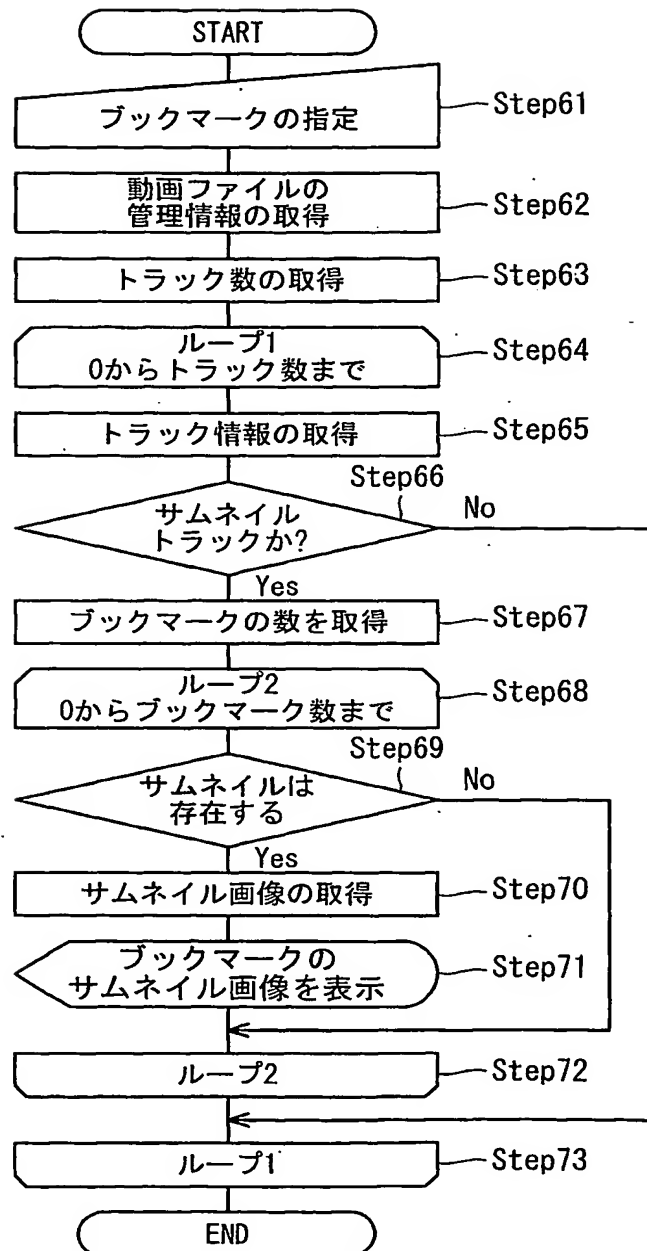 START
ブックマークの指定
Step61
動画ファイルの
管理情報の取得
Step62
トラック数の取得
Step63
ループ1
0からトラック数まで
Step64
トラック情報の取得
Step65
Step66
サムネイル
トラックか?
No
Yes
ブックマークの数を取得
Step67
ループ2
0からブックマーク数まで
Step68
Step69
サムネイルは
存在する
No
Yes
サムネイル画像の取得
Step70
ブックマークの
サムネイル画像を表示
Step71
ループ2
Step72
ループ1
Step73
END